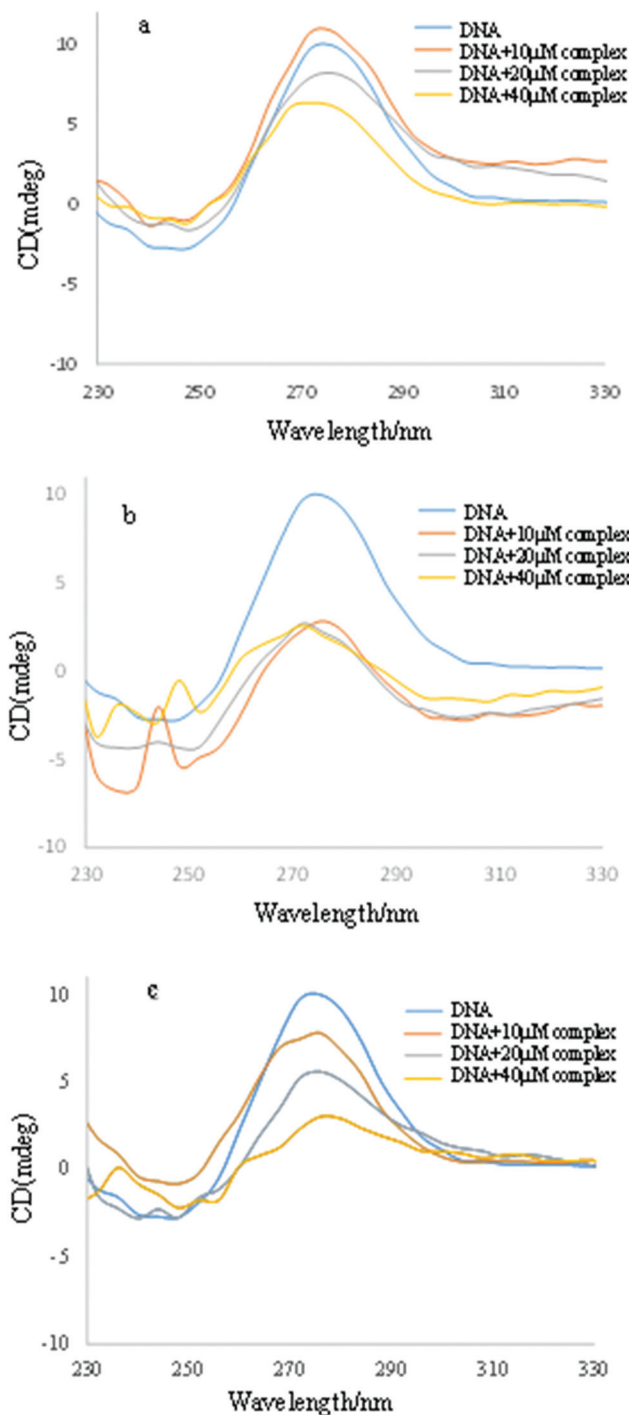 a
DNA
DNA+10µM complex
DNA+20µM complex
DNA+40µM complex
10
5
0
-5
-10
CD(mdeg)
230 250 270 290 310 330
Wavelength/nm
b
DNA
DNA+10µM complex
DNA+20µM complex
DNA+40µM complex
10
5
0
-5
-10
CD(mdeg)
230 250 270 290 310 330
Wavelength/nm
c
DNA
DNA+10µM complex
DNA+20µM complex
DNA+40µM complex
10
5
0
-5
-10
CD(mdeg)
230 250 270 290 310 330
Wavelength/nm